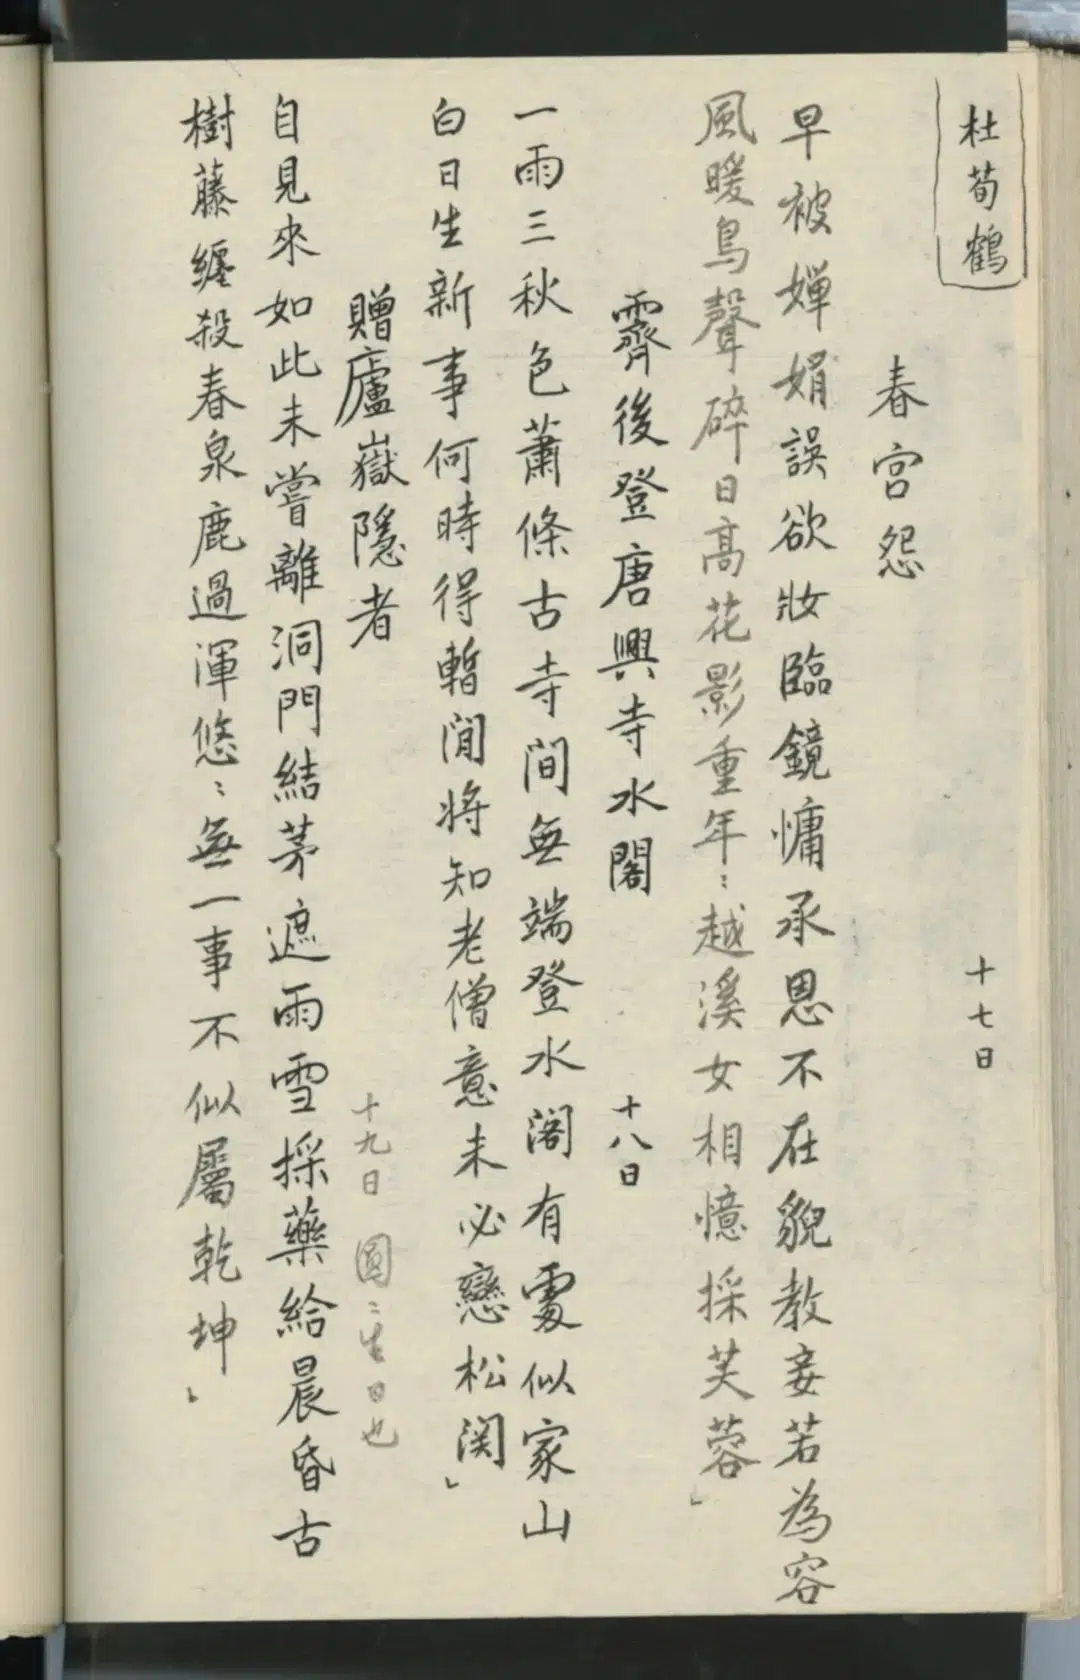 杜荀鶴
十七日
春宮怨
早被嬋娟誤欲妝臨鏡慵承恩不在貌教妾若為容
風暖鳥聲碎日高花影重年〻越溪女相憶採芙蓉」
霽後登唐興寺水閣
十八日
一雨三秋色蕭條古寺間無端登水閣有處似家山
白日生新事何時得暫閒將知老僧意未必戀松関」
贈廬嶽隱者
十九日 圓〻生日也
自見來如此未嘗離洞門結茅遮雨雪採藥給晨昏古
樹藤纏殺春泉鹿過渾悠〻無一事不似屬乾坤」